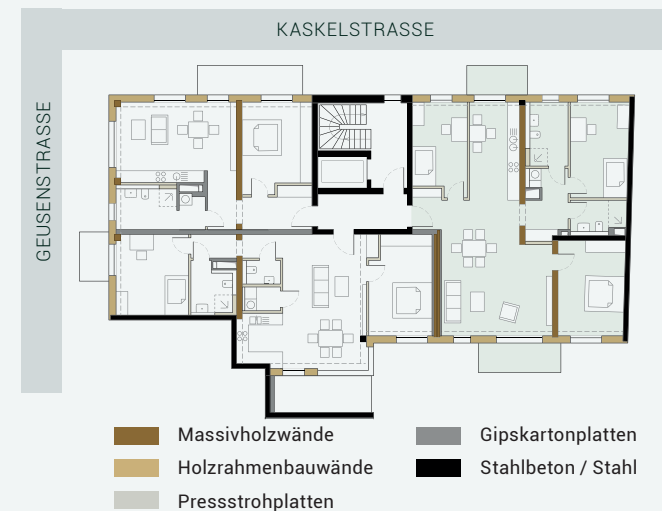 KASKELSTRASSE
GEUSENSTRASSE
Massivholzwände
Holzrahmenbauwände
Pressstrohplatten
Gipskartonplatten
Stahlbeton / Stahl